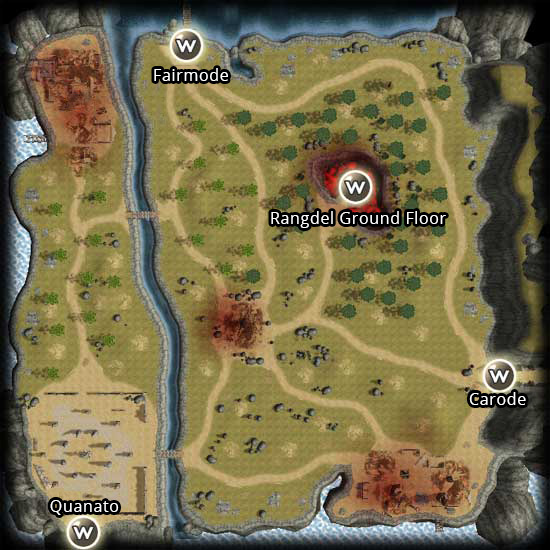 W
Fairmode
W
Rangdel Ground Floor
W
Carode
Quanato
W